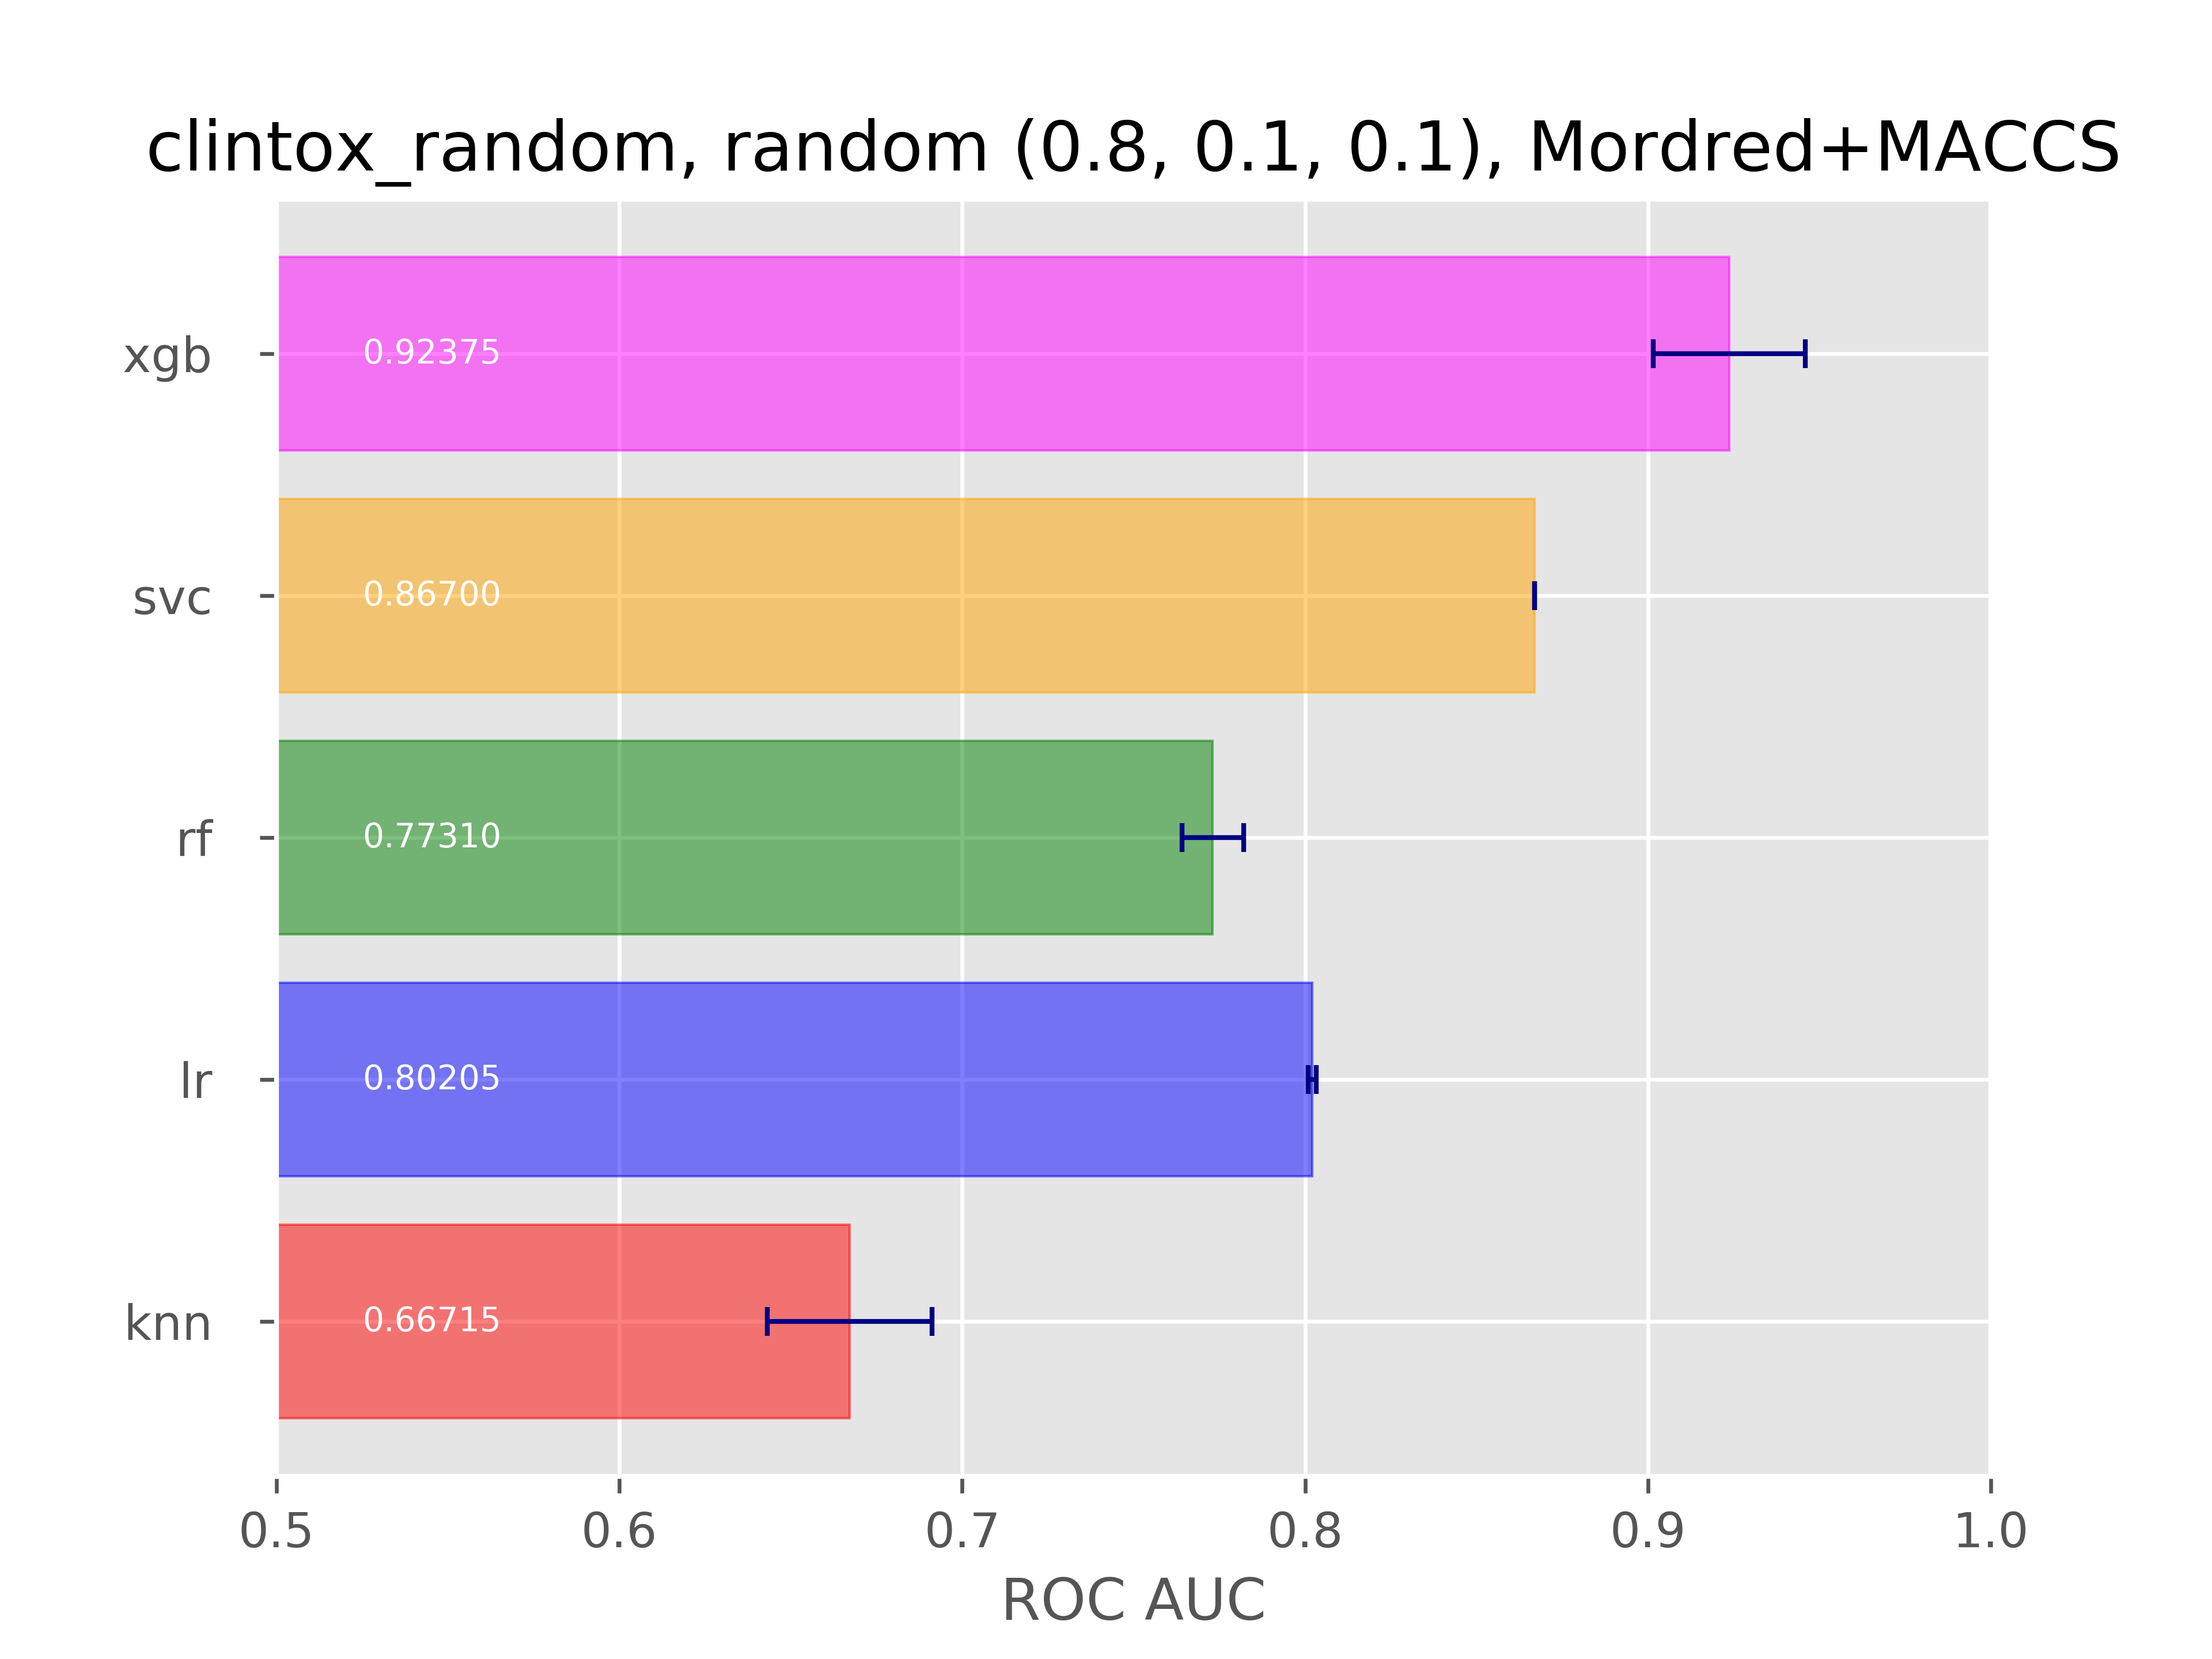 clintox_random, random (0.8, 0.1, 0.1), Mordred+MACCS
xgb
0.92375
svc
0.86700
rf
0.77310
lr
0.80205
knn
0.66715
0.5 0.6 0.7 0.8 0.9 1.0
ROC AUC